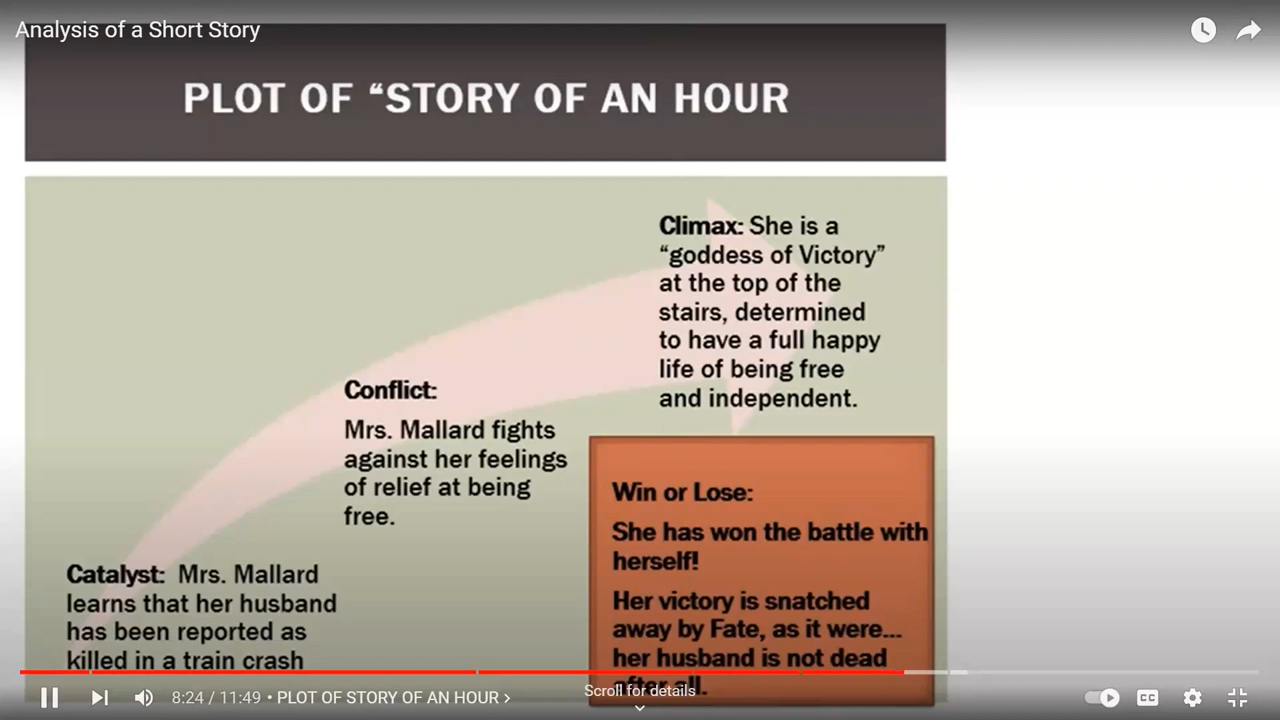 Analysis of a Short Story
PLOT OF “STORY OF AN HOUR
Climax: She is a
“goddess of Victory”
at the top of the
stairs, determined
to have a full happy
life of being free
and independent.
Conflict:
Mrs. Mallard fights
against her feelings
of relief at being
free.
Win or Lose:
She has won the battle with
herself!
Her victory is snatched
away by Fate, as it were...
her husband is not dead
after all.
Catalyst: Mrs. Mallard
learns that her husband
has been reported as
killed in a train crash
8:24 / 11:49 • PLOT OF STORY OF AN HOUR >
Scroll for details
CC